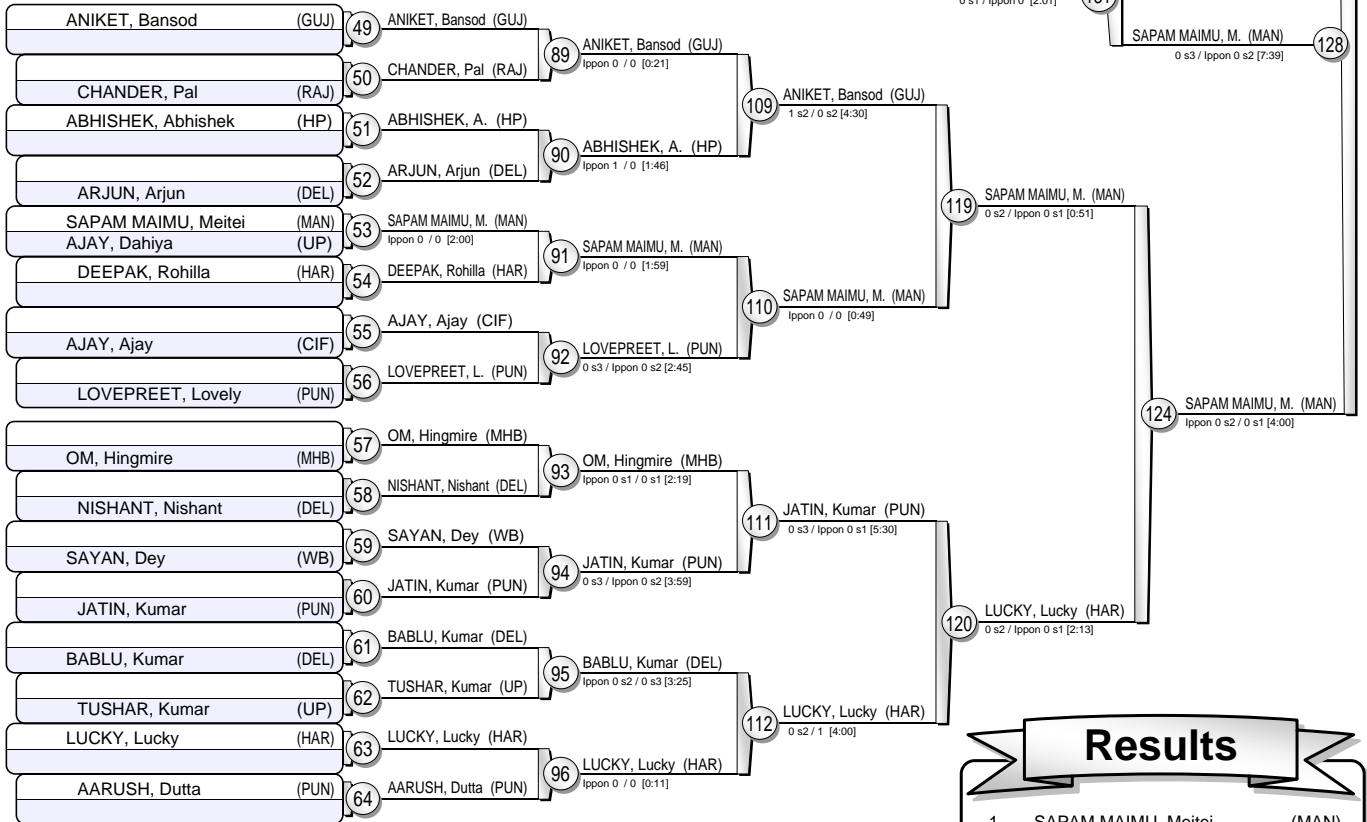 ANIKET, Bansod (GUJ)
CHANDER, Pal (RAJ)
ABHISHEK, Abhishek (HP)
ARJUN, Arjun (DEL)
SAPAM MAIMU, Meitei (MAN)
AJAY, Dahiya (UP)
DEEPAK, Rohilla (HAR)
AJAY, Ajay (CIF)
LOVEPREET, Lovely (PUN)
OM, Hingmire (MHB)
NISHANT, Nishant (DEL)
SAYAN, Dey (WB)
JATIN, Kumar (PUN)
BABLU, Kumar (DEL)
TUSHAR, Kumar (UP)
LUCKY, Lucky (HAR)
AARUSH, Dutta (PUN)
49 ANIKET, Bansod (GUJ)
50 CHANDER, Pal (RAJ)
51 ABHISHEK, A. (HP)
52 ARJUN, Arjun (DEL)
53 SAPAM MAIMU, M. (MAN)
Ippon 0 / 0 [2:00]
54 DEEPAK, Rohilla (HAR)
55 AJAY, Ajay (CIF)
56 LOVEPREET, L. (PUN)
57 OM, Hingmire (MHB)
58 NISHANT, Nishant (DEL)
59 SAYAN, Dey (WB)
60 JATIN, Kumar (PUN)
61 BABLU, Kumar (DEL)
62 TUSHAR, Kumar (UP)
63 LUCKY, Lucky (HAR)
64 AARUSH, Dutta (PUN)
89 ANIKET, Bansod (GUJ)
Ippon 0 / 0 [0:21]
90 ABHISHEK, A. (HP)
Ippon 1 / 0 [1:46]
91 SAPAM MAIMU, M. (MAN)
Ippon 0 / 0 [1:59]
92 LOVEPREET, L. (PUN)
0 s3 / Ippon 0 s2 [2:45]
93 OM, Hingmire (MHB)
Ippon 0 s1 / 0 s1 [2:19]
94 JATIN, Kumar (PUN)
0 s3 / Ippon 0 s2 [3:59]
95 BABLU, Kumar (DEL)
Ippon 0 s2 / 0 s3 [3:25]
96 LUCKY, Lucky (HAR)
Ippon 0 / 0 [0:11]
109 ANIKET, Bansod (GUJ)
1 s2 / 0 s2 [4:30]
110 SAPAM MAIMU, M. (MAN)
Ippon 0 / 0 [0:49]
111 JATIN, Kumar (PUN)
0 s3 / Ippon 0 s1 [5:30]
112 LUCKY, Lucky (HAR)
0 s2 / 1 [4:00]
119 SAPAM MAIMU, M. (MAN)
0 s2 / Ippon 0 s1 [0:51]
120 LUCKY, Lucky (HAR)
0 s2 / Ippon 0 s1 [2:13]
124 SAPAM MAIMU, M. (MAN)
Ippon 0 s2 / 0 s1 [4:00]
SAPAM MAIMU, M. (MAN) 128
0 s3 / Ippon 0 s2 [7:39]
Results
1 SAPAM MAIMU, Meitei (MAN)